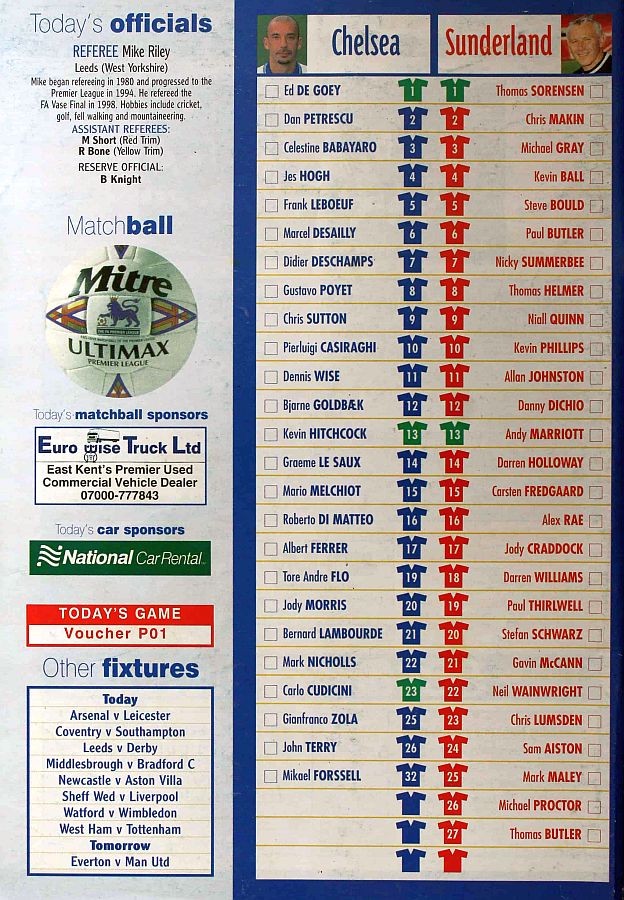 Today's officials
REFEREE Mike Riley
Leeds (West Yorkshire)
Mike began refereeing in 1980 and progressed to the
Premier League in 1994. He refereed the
FA Vase Final in 1998. Hobbies include cricket,
golf, fell walking and mountaineering.
ASSISTANT REFEREES:
M Short (Red Trim)
R Bone (Yellow Trim)
RESERVE OFFICIAL:
B Knight
Matchball
Mitre
THE FA PREMIER LEAGUE
ULTIMAX
PREMIER LEAGUE
Today's matchball sponsors
Euro Wise Truck Ltd
East Kent's Premier Used
Commercial Vehicle Dealer
07000-777843
Today's car sponsors
National Car Rental
TODAY'S GAME
Voucher P01
Other fixtures
Today
Arsenal v Leicester
Coventry v Southampton
Leeds v Derby
Middlesbrough v Bradford C
Newcastle v Aston Villa
Sheff Wed v Liverpool
Watford v Wimbledon
West Ham v Tottenham
Tomorrow
Everton v Man Utd
Chelsea Sunderland
Ed DE GOEY 1 1 Thomas SORENSEN
Dan PETRESCU 2 2 Chris MAKIN
Celestine BABAYARO 3 3 Michael GRAY
Jes HOGH 4 4 Kevin BALL
Frank LEBOEUF 5 5 Steve BOULD
Marcel DESAILLY 6 6 Paul BUTLER
Didier DESCHAMPS 7 7 Nicky SUMMERBEE
Gustavo POYET 8 8 Thomas HELMER
Chris SUTTON 9 9 Niall QUINN
Pierluigi CASIRAGHI 10 10 Kevin PHILLIPS
Dennis WISE 11 11 Allan JOHNSTON
Bjarne GOLDBÆK 12 12 Danny DICHIO
Kevin HITCHCOCK 13 13 Andy MARRIOTT
Graeme LE SAUX 14 14 Darren HOLLOWAY
Mario MELCHIOT 15 15 Carsten FREDGAARD
Roberto DI MATTEO 16 16 Alex RAE
Albert FERRER 17 17 Jody CRADDOCK
Tore Andre FLO 19 18 Darren WILLIAMS
Jody MORRIS 20 19 Paul THIRLWELL
Bernard LAMBOURDE 21 20 Stefan SCHWARZ
Mark NICHOLLS 22 21 Gavin McCANN
Carlo CUDICINI 23 22 Neil WAINWRIGHT
Gianfranco ZOLA 25 23 Chris LUMSDEN
John TERRY 26 24 Sam AISTON
Mikael FORSSELL 32 25 Mark MALEY
26 Michael PROCTOR
27 Thomas BUTLER